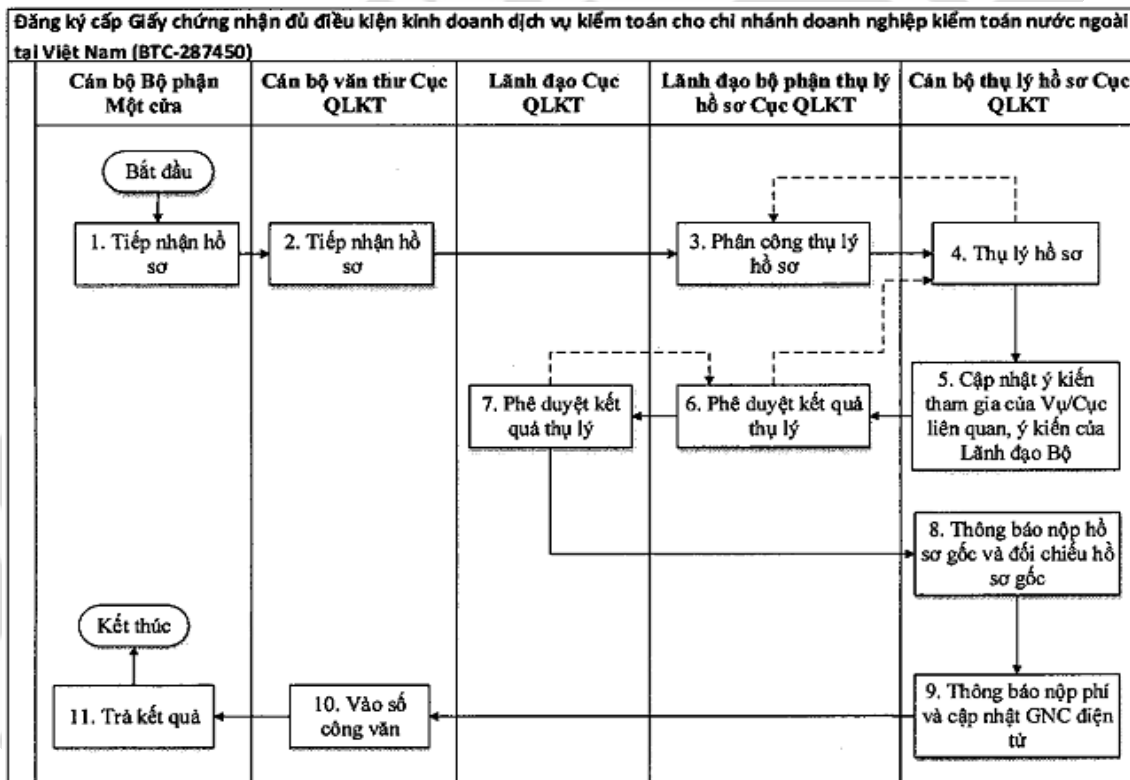 Đăng ký cấp Giấy chứng nhận đủ điều kiện kinh doanh dịch vụ kiểm toán cho chi nhánh doanh nghiệp kiểm toán nước ngoài
tại Việt Nam (BTC-287450)
Cán bộ Bộ phận
Một cửa
Cán bộ văn thư Cục
QLKT
Lãnh đạo Cục
QLKT
Lãnh đạo bộ phận thụ lý
hồ sơ Cục QLKT
Cán bộ thụ lý hồ sơ Cục
QLKT
Bắt đầu
1. Tiếp nhận hồ
sơ
2. Tiếp nhận hồ
sơ
3. Phân công thụ lý
hồ sơ
4. Thụ lý hồ sơ
5. Cập nhật ý kiến
tham gia của Vụ/Cục
liên quan, ý kiến của
Lãnh đạo Bộ
6. Phê duyệt kết quả
thụ lý
7. Phê duyệt kết
quả thụ lý
8. Thông báo nộp hồ
sơ gốc và đối chiếu hồ
sơ gốc
9. Thông báo nộp phí
và cập nhật GNC điện
tử
10. Vào số
công văn
11. Trả kết quả
Kết thúc